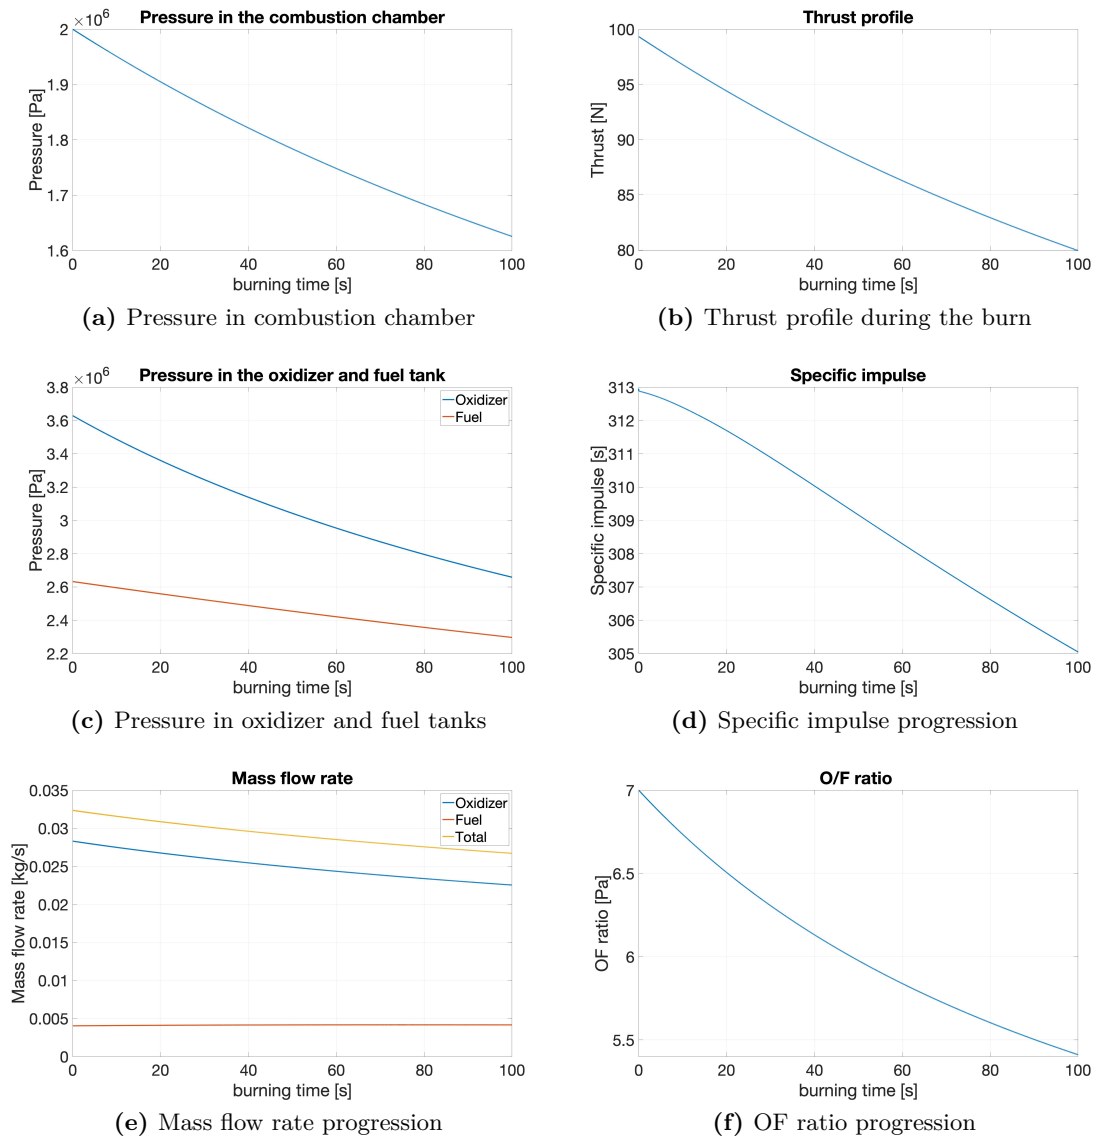 Pressure in the combustion chamber
×10⁶
2
1.9
1.8
1.7
1.6
Pressure [Pa]
0 20 40 60 80 100
burning time [s]
(a) Pressure in combustion chamber
Thrust profile
100
95
90
85
80
Thrust [N]
0 20 40 60 80 100
burning time [s]
(b) Thrust profile during the burn
Pressure in the oxidizer and fuel tank
×10⁶
3.8
3.6
3.4
3.2
3
2.8
2.6
2.4
2.2
Pressure [Pa]
Oxidizer
Fuel
0 20 40 60 80 100
burning time [s]
(c) Pressure in oxidizer and fuel tanks
Specific impulse
313
312
311
310
309
308
307
306
305
Specific impulse [s]
0 20 40 60 80 100
burning time [s]
(d) Specific impulse progression
Mass flow rate
0.035
0.03
0.025
0.02
0.015
0.01
0.005
0
Mass flow rate [kg/s]
Oxidizer
Fuel
Total
0 20 40 60 80 100
burning time [s]
(e) Mass flow rate progression
O/F ratio
7
6.5
6
5.5
OF ratio [Pa]
0 20 40 60 80 100
burning time [s]
(f) OF ratio progression